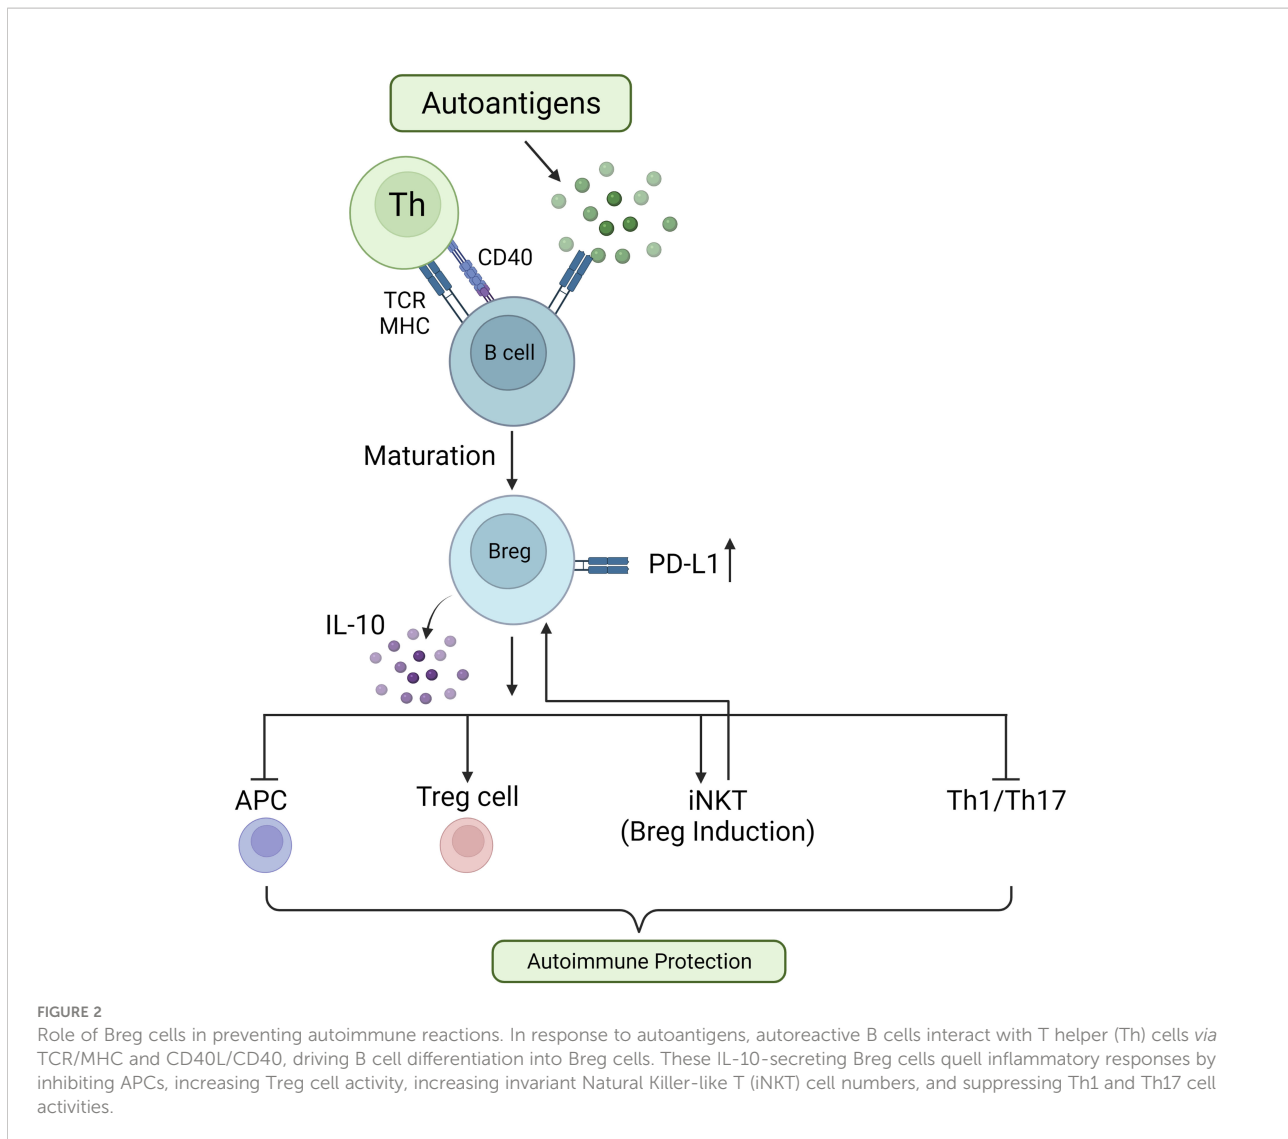 Autoantigens
Th
CD40
TCR
MHC
B cell
Maturation
Breg
PD-L1
IL-10
APC
Treg cell
iNKT
(Breg Induction)
Th1/Th17
Autoimmune Protection
FIGURE 2
Role of Breg cells in preventing autoimmune reactions. In response to autoantigens, autoreactive B cells interact with T helper (Th) cells via
TCR/MHC and CD40L/CD40, driving B cell differentiation into Breg cells. These IL-10-secreting Breg cells quell inflammatory responses by
inhibiting APCs, increasing Treg cell activity, increasing invariant Natural Killer-like T (iNKT) cell numbers, and suppressing Th1 and Th17 cell
activities.